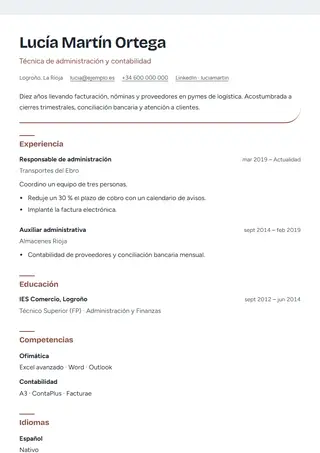 Lucía Martín Ortega
Técnica de administración y contabilidad
Logroño, La Rioja lucia@ejemplo.es +34 600 000 000 LinkedIn · luciamartin
Diez años llevando facturación, nóminas y proveedores en pymes de logística. Acostumbrada a
cierres trimestrales, conciliación bancaria y atención a clientes.
Experiencia
Responsable de administración mar 2019 – Actualidad
Transportes del Ebro
Coordino un equipo de tres personas.
• Reduje un 30 % el plazo de cobro con un calendario de avisos.
• Implanté la factura electrónica.
Auxiliar administrativa sept 2014 – feb 2019
Almacenes Rioja
• Contabilidad de proveedores y conciliación bancaria mensual.
Educación
IES Comercio, Logroño sept 2012 – jun 2014
Técnico Superior (FP) · Administración y Finanzas
Competencias
Ofimática
Excel avanzado · Word · Outlook
Contabilidad
A3 · ContaPlus · Facturae
Idiomas
Español
Nativo